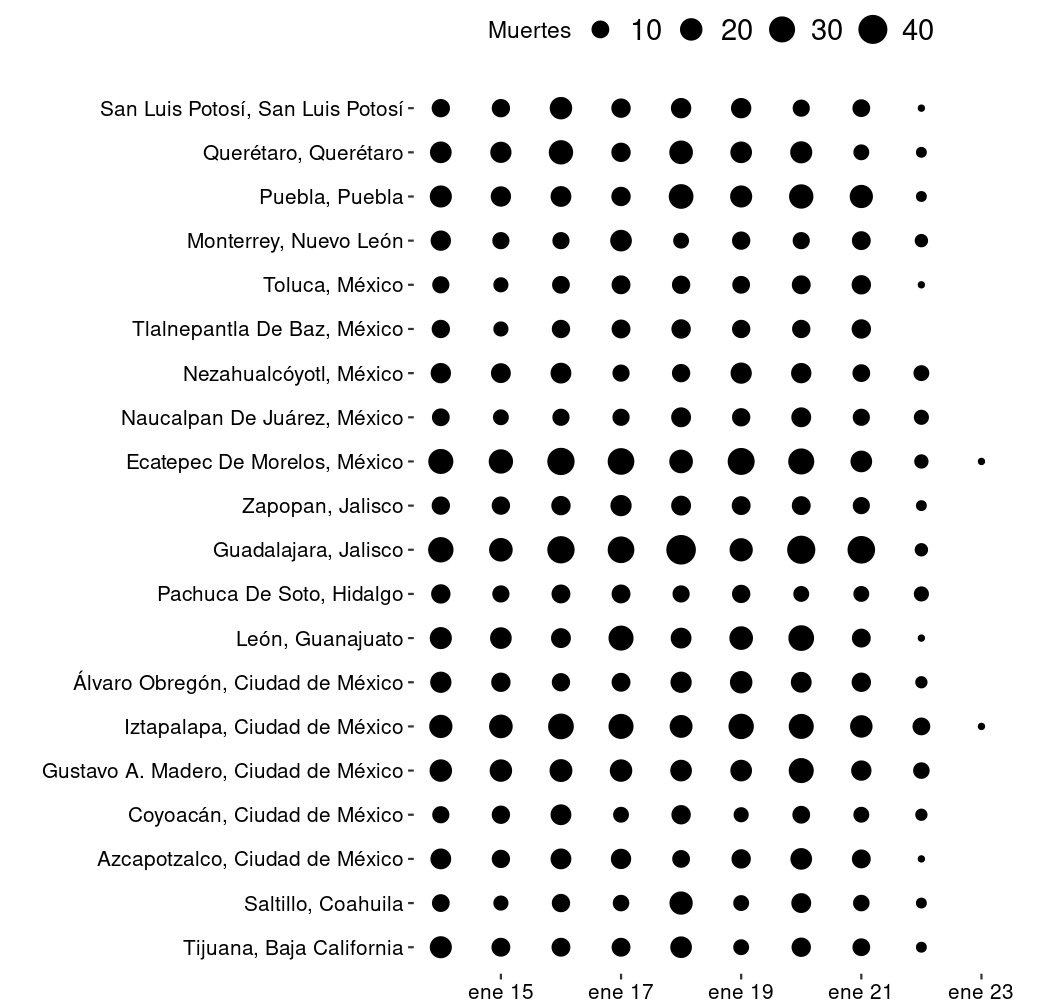 Muertes 10 20 30 40
San Luis Potosí, San Luis Potosí
Querétaro, Querétaro
Puebla, Puebla
Monterrey, Nuevo León
Toluca, México
Tlalnepantla De Baz, México
Nezahualcóyotl, México
Naucalpan De Juárez, México
Ecatepec De Morelos, México
Zapopan, Jalisco
Guadalajara, Jalisco
Pachuca De Soto, Hidalgo
León, Guanajuato
Álvaro Obregón, Ciudad de México
Iztapalapa, Ciudad de México
Gustavo A. Madero, Ciudad de México
Coyoacán, Ciudad de México
Azcapotzalco, Ciudad de México
Saltillo, Coahuila
Tijuana, Baja California
ene 15 ene 17 ene 19 ene 21 ene 23